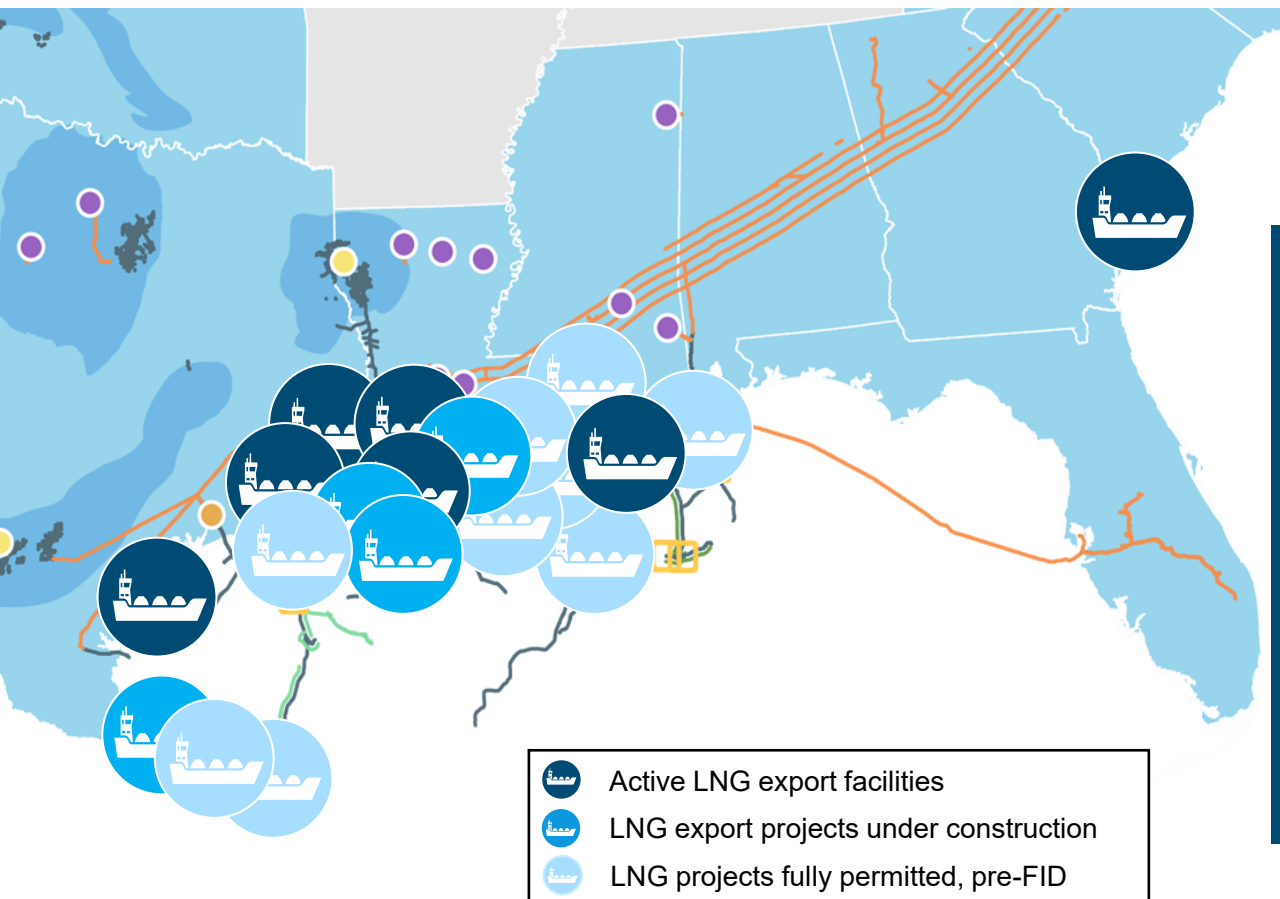 Active LNG export facilities
LNG export projects under construction
LNG projects fully permitted, pre-FID